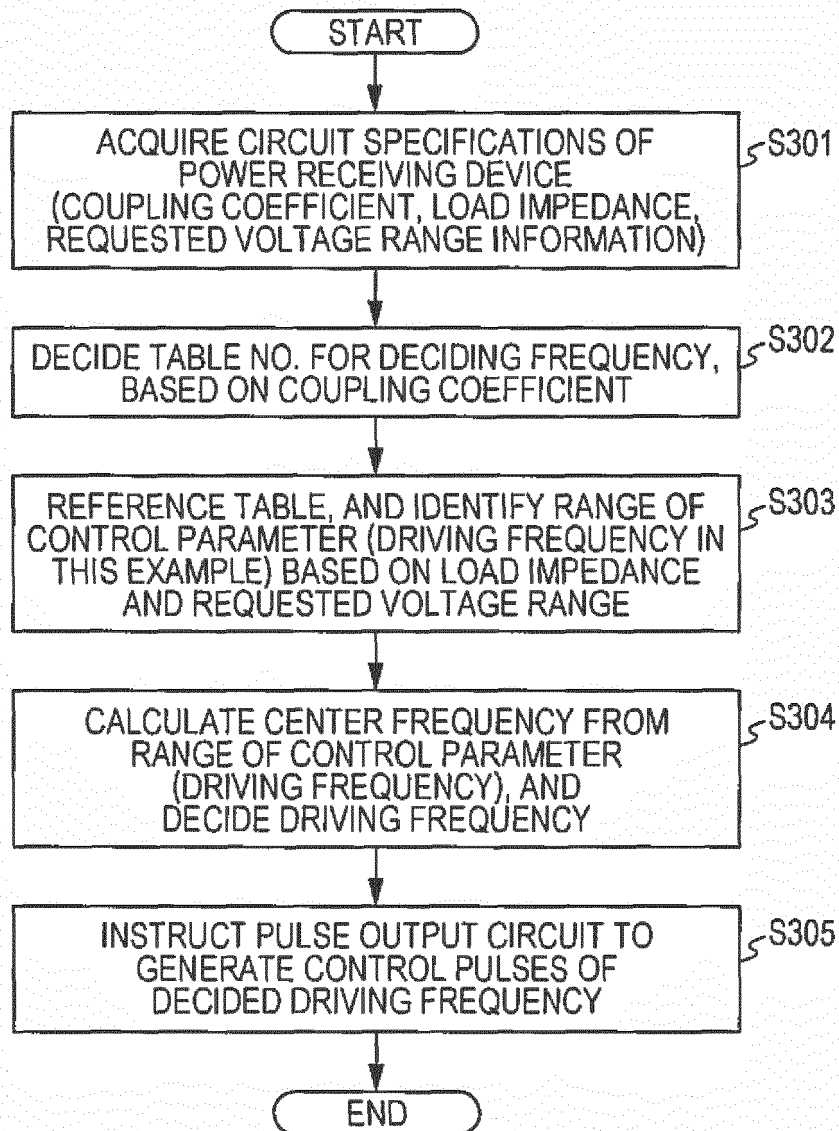 START
ACQUIRE CIRCUIT SPECIFICATIONS OF
POWER RECEIVING DEVICE
(COUPLING COEFFICIENT, LOAD IMPEDANCE,
REQUESTED VOLTAGE RANGE INFORMATION)
S301
DECIDE TABLE NO. FOR DECIDING FREQUENCY,
BASED ON COUPLING COEFFICIENT
S302
REFERENCE TABLE, AND IDENTIFY RANGE OF
CONTROL PARAMETER (DRIVING FREQUENCY IN
THIS EXAMPLE) BASED ON LOAD IMPEDANCE
AND REQUESTED VOLTAGE RANGE
S303
CALCULATE CENTER FREQUENCY FROM
RANGE OF CONTROL PARAMETER
(DRIVING FREQUENCY), AND
DECIDE DRIVING FREQUENCY
S304
INSTRUCT PULSE OUTPUT CIRCUIT TO
GENERATE CONTROL PULSES OF
DECIDED DRIVING FREQUENCY
S305
END